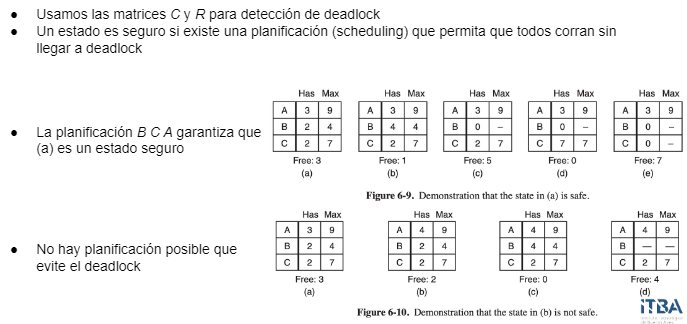 ● Usamos las matrices C y R para detección de deadlock
● Un estado es seguro si existe una planificación (scheduling) que permita que todos corran sin
llegar a deadlock
● La planificación B C A garantiza que
(a) es un estado seguro
Has Max Has Max Has Max Has Max Has Max
A 3 9 A 3 9 A 3 9 A 3 9 A 3 9
B 2 4 B 4 4 B 0 – B 0 – B 0 –
C 2 7 C 2 7 C 2 7 C 7 7 C 0 –
Free: 3 Free: 1 Free: 5 Free: 0 Free: 7
(a) (b) (c) (d) (e)
Figure 6-9. Demonstration that the state in (a) is safe.
● No hay planificación posible que
evite el deadlock
Has Max Has Max Has Max Has Max
A 3 9 A 4 9 A 4 9 A 4 9
B 2 4 B 2 4 B 4 4 B — —
C 2 7 C 2 7 C 2 7 C 2 7
Free: 3 Free: 2 Free: 0 Free: 4
(a) (b) (c) (d)
Figure 6-10. Demonstration that the state in (b) is not safe.
ITBA